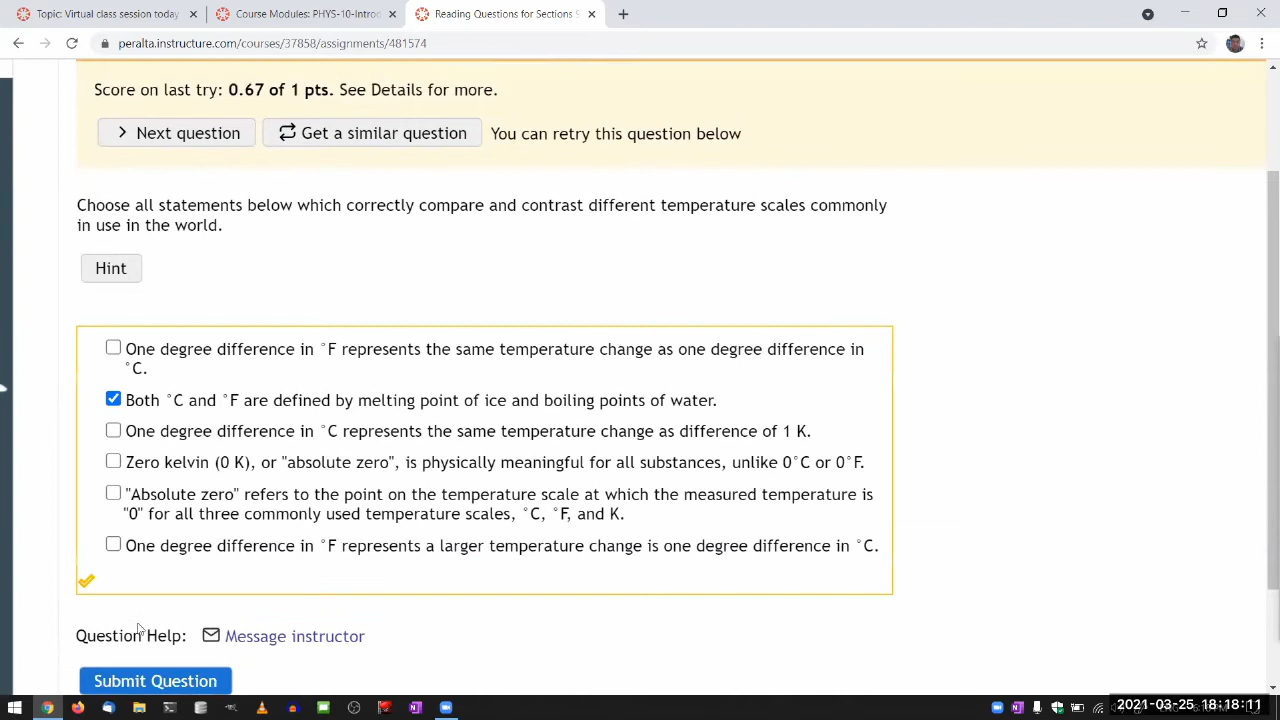 Topic: Virtual class session today
Course Modules: PHYS-10-Intro
Reading Questions for Sections S
peralta.instructure.com/courses/37858/assignments/481574
Score on last try: 0.67 of 1 pts. See Details for more.
Next question
Get a similar question
You can retry this question below
Choose all statements below which correctly compare and contrast different temperature scales commonly
in use in the world.
Hint
One degree difference in °F represents the same temperature change as one degree difference in
°C.
Both °C and °F are defined by melting point of ice and boiling points of water.
One degree difference in °C represents the same temperature change as difference of 1 K.
Zero kelvin (0 K), or "absolute zero", is physically meaningful for all substances, unlike 0°C or 0°F.
"Absolute zero" refers to the point on the temperature scale at which the measured temperature is
"0" for all three commonly used temperature scales, °C, °F, and K.
One degree difference in °F represents a larger temperature change is one degree difference in °C.
Question Help:
Message instructor
Submit Question
2021-03-25 18:18:11